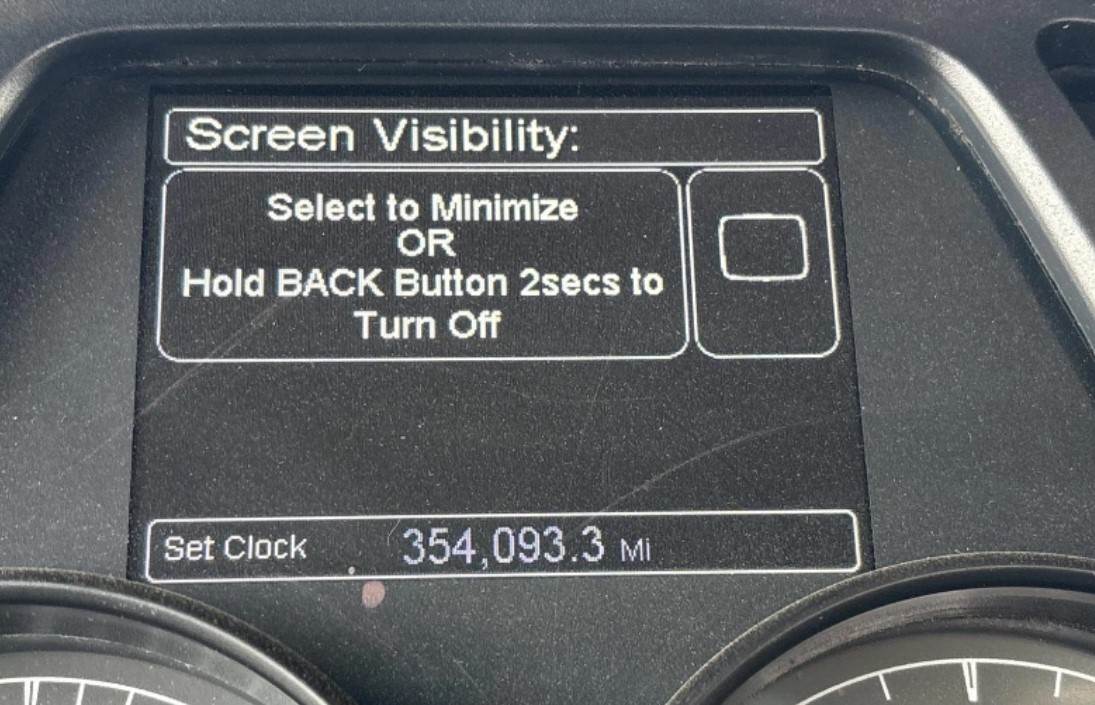 Screen Visibility:
Select to Minimize
OR
Hold BACK Button 2secs to
Turn Off
Set Clock 354,093.3 Mi